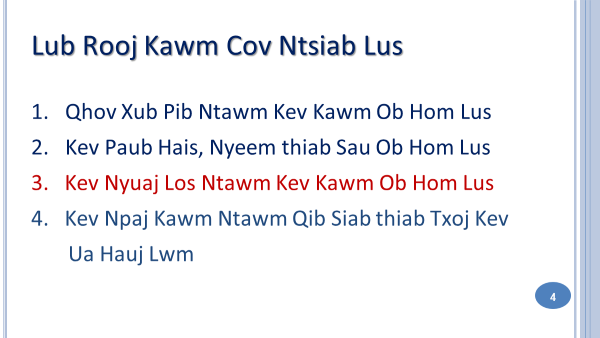 Lub Rooj Kawm Cov Ntsiab Lus
1. Qhov Xub Pib Ntawm Kev Kawm Ob Hom Lus
2. Kev Paub Hais, Nyeem thiab Sau Ob Hom Lus
3. Kev Nyuaj Los Ntawm Kev Kawm Ob Hom Lus
4. Kev Npaj Kawm Ntawm Qib Siab thiab Txoj Kev
Ua Hauj Lwm
4